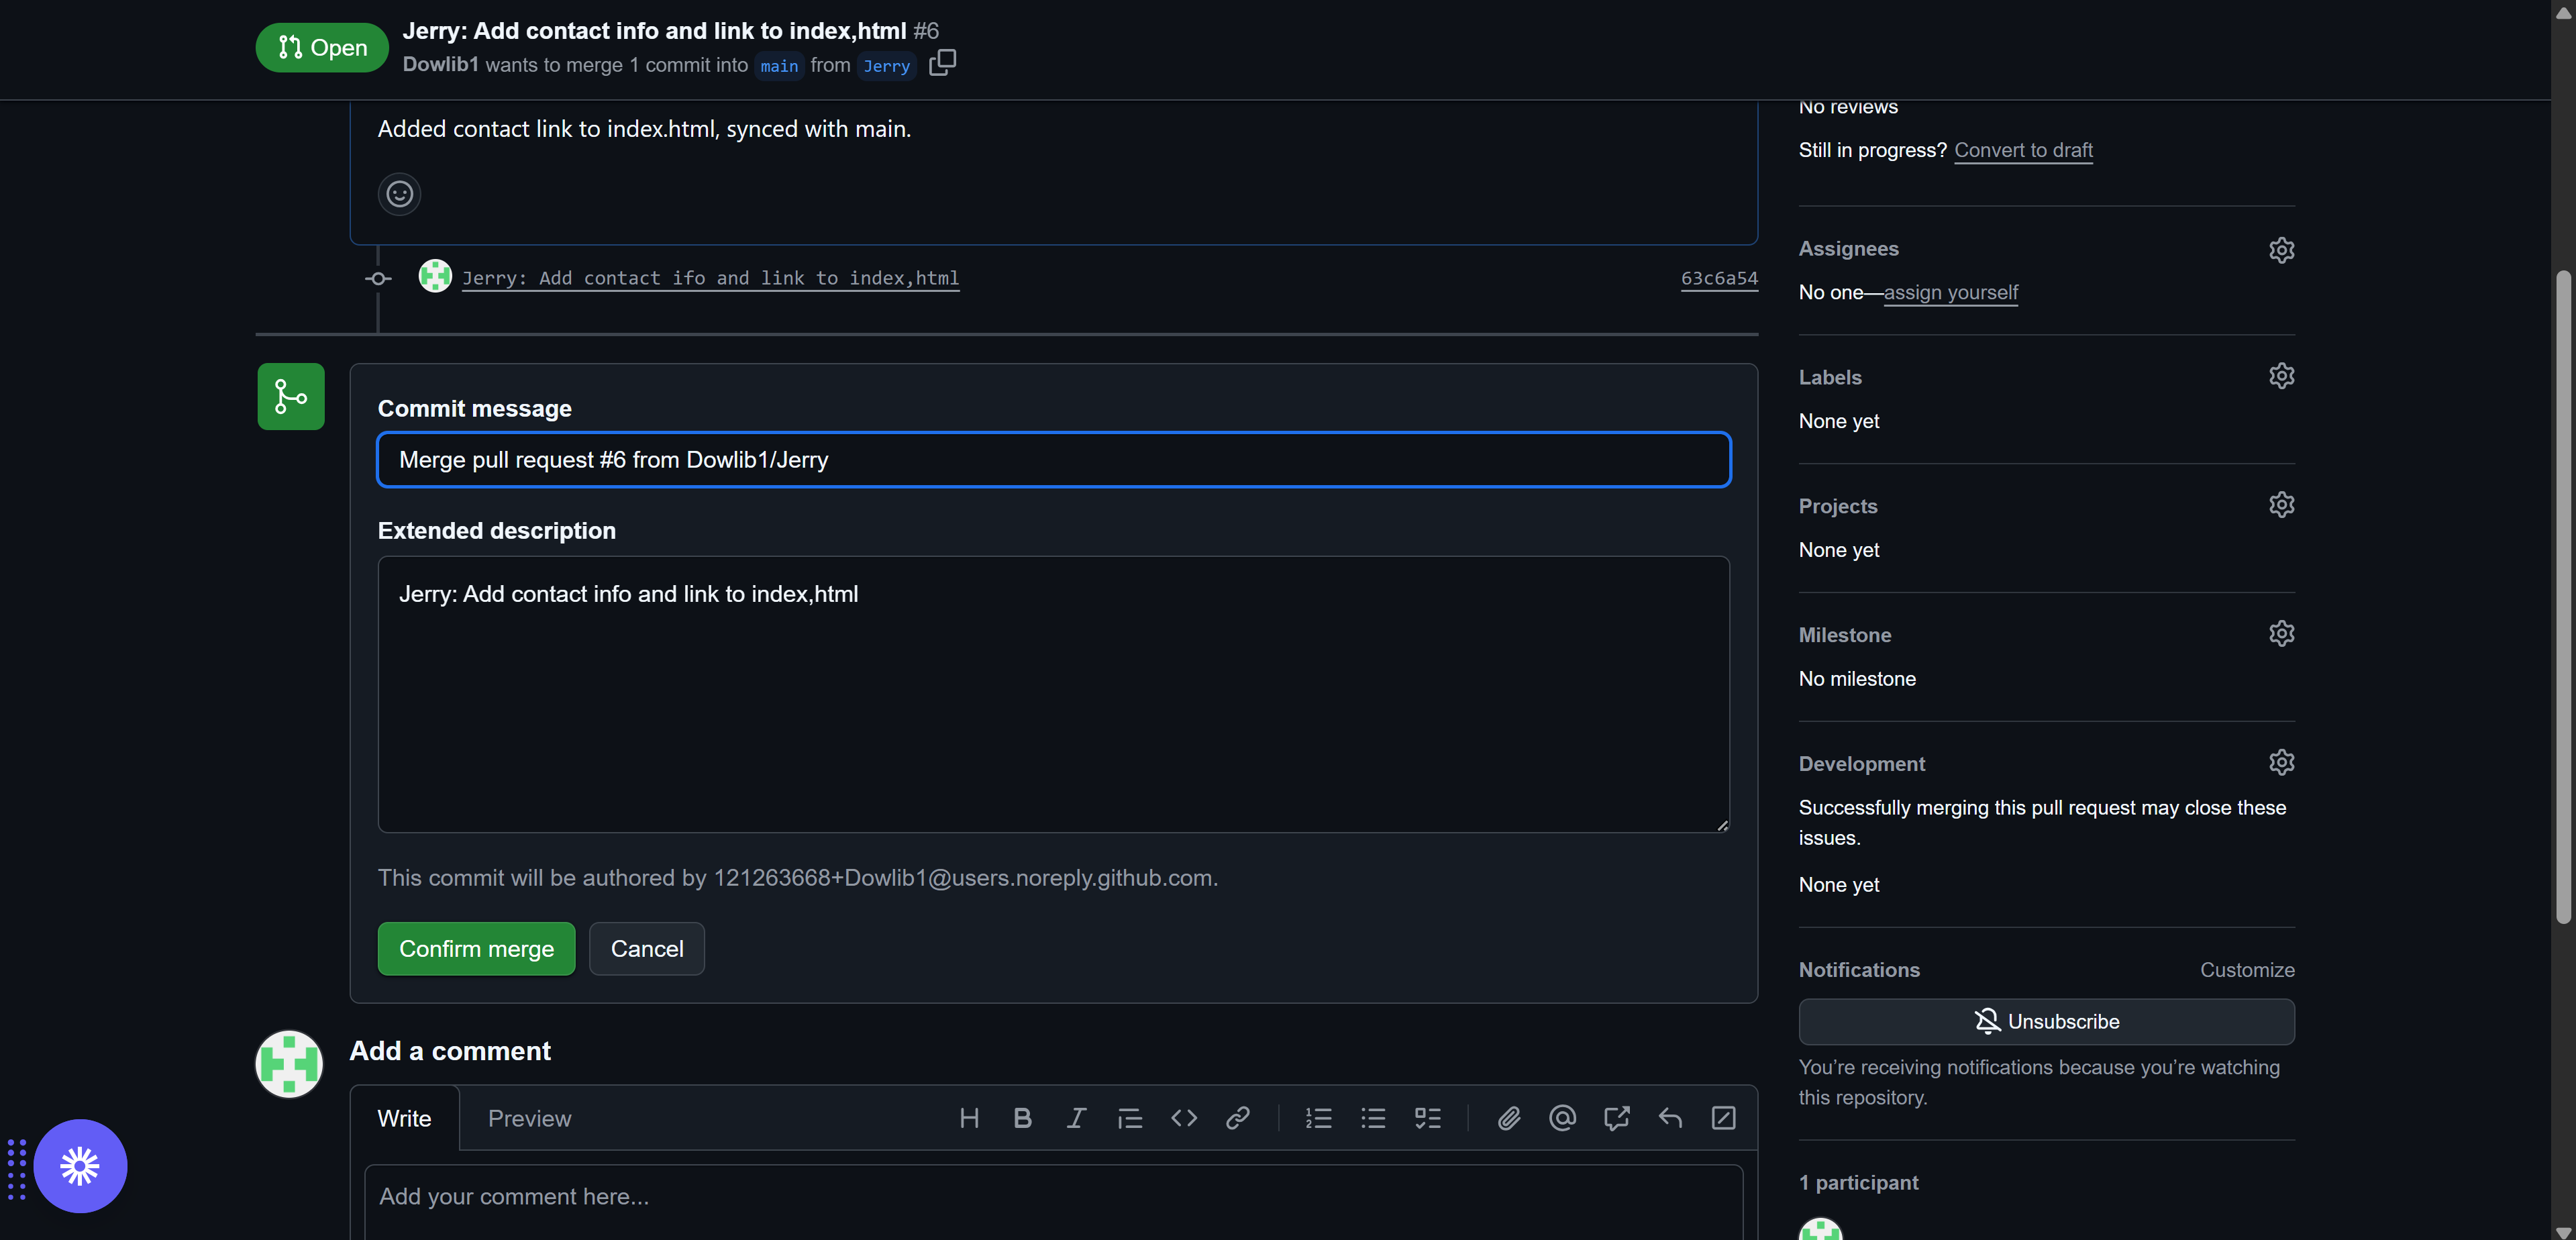 Open
Jerry: Add contact info and link to index,html #6
Dowlib1 wants to merge 1 commit into main from Jerry
Added contact link to index.html, synced with main.
Jerry: Add contact ifo and link to index,html
63c6a54
Commit message
Merge pull request #6 from Dowlib1/Jerry
Extended description
Jerry: Add contact info and link to index,html
This commit will be authored by 121263668+Dowlib1@users.noreply.github.com.
Confirm merge
Cancel
Add a comment
Write
Preview
Add your comment here...
No reviews
Still in progress? Convert to draft
Assignees
No one—assign yourself
Labels
None yet
Projects
None yet
Milestone
No milestone
Development
Successfully merging this pull request may close these
issues.
None yet
Notifications
Customize
Unsubscribe
You’re receiving notifications because you’re watching
this repository.
1 participant